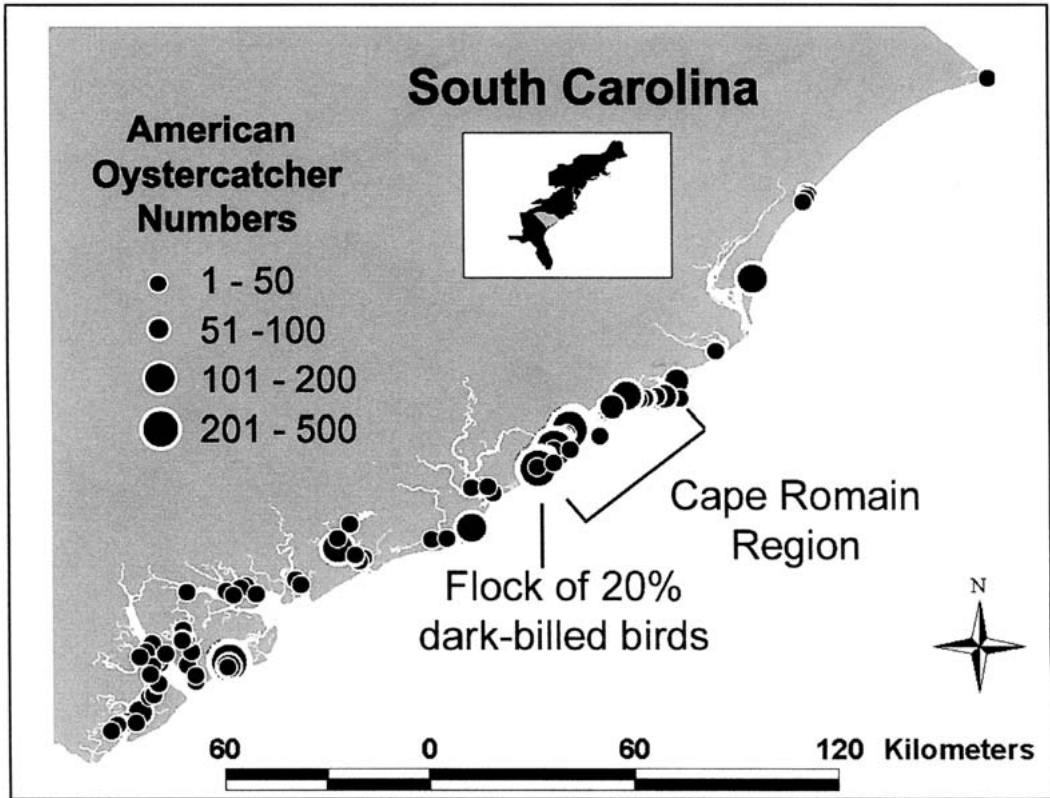 South Carolina
American
Oystercatcher
Numbers
1 - 50
51 -100
101 - 200
201 - 500
Cape Romain
Region
Flock of 20%
dark-billed birds
N
60 0 60 120 Kilometers